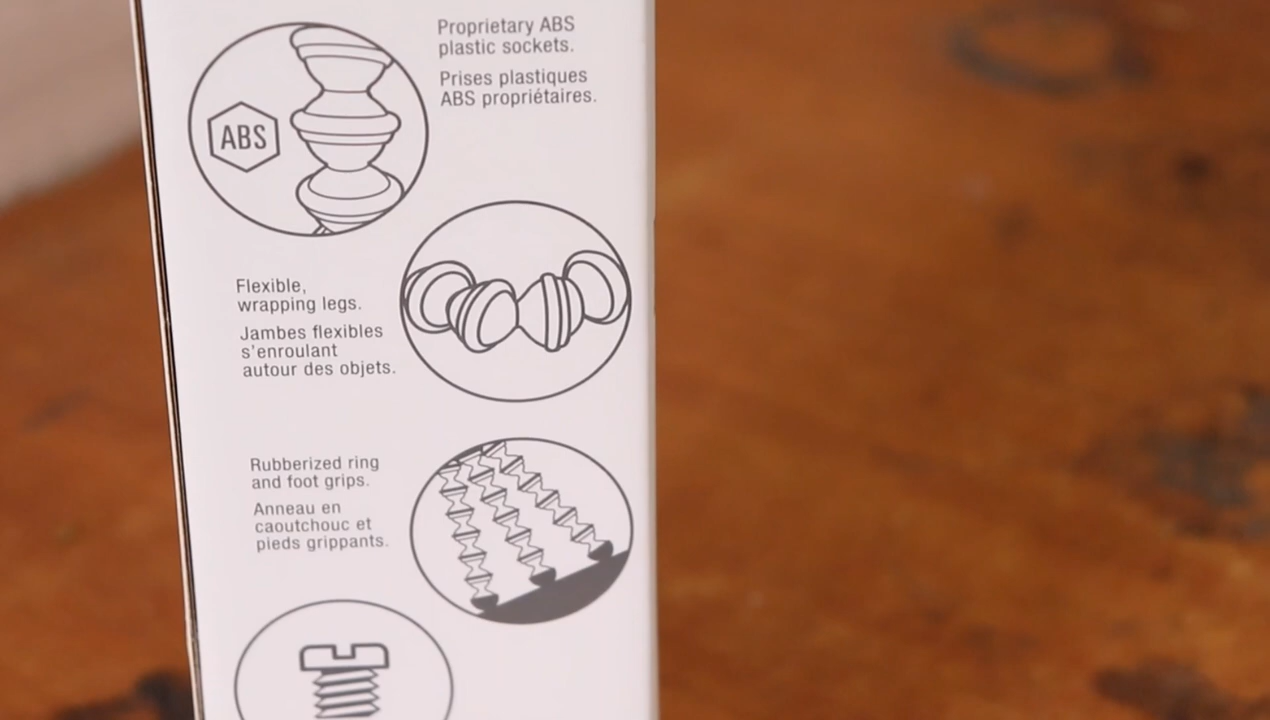 Proprietary ABS
plastic sockets.
Prises plastiques
ABS propriétaires.
ABS
Flexible,
wrapping legs.
Jambes flexibles
s'enroulant
autour des objets.
Rubberized ring
and foot grips.
Anneau en
caoutchouc et
pieds grippants.